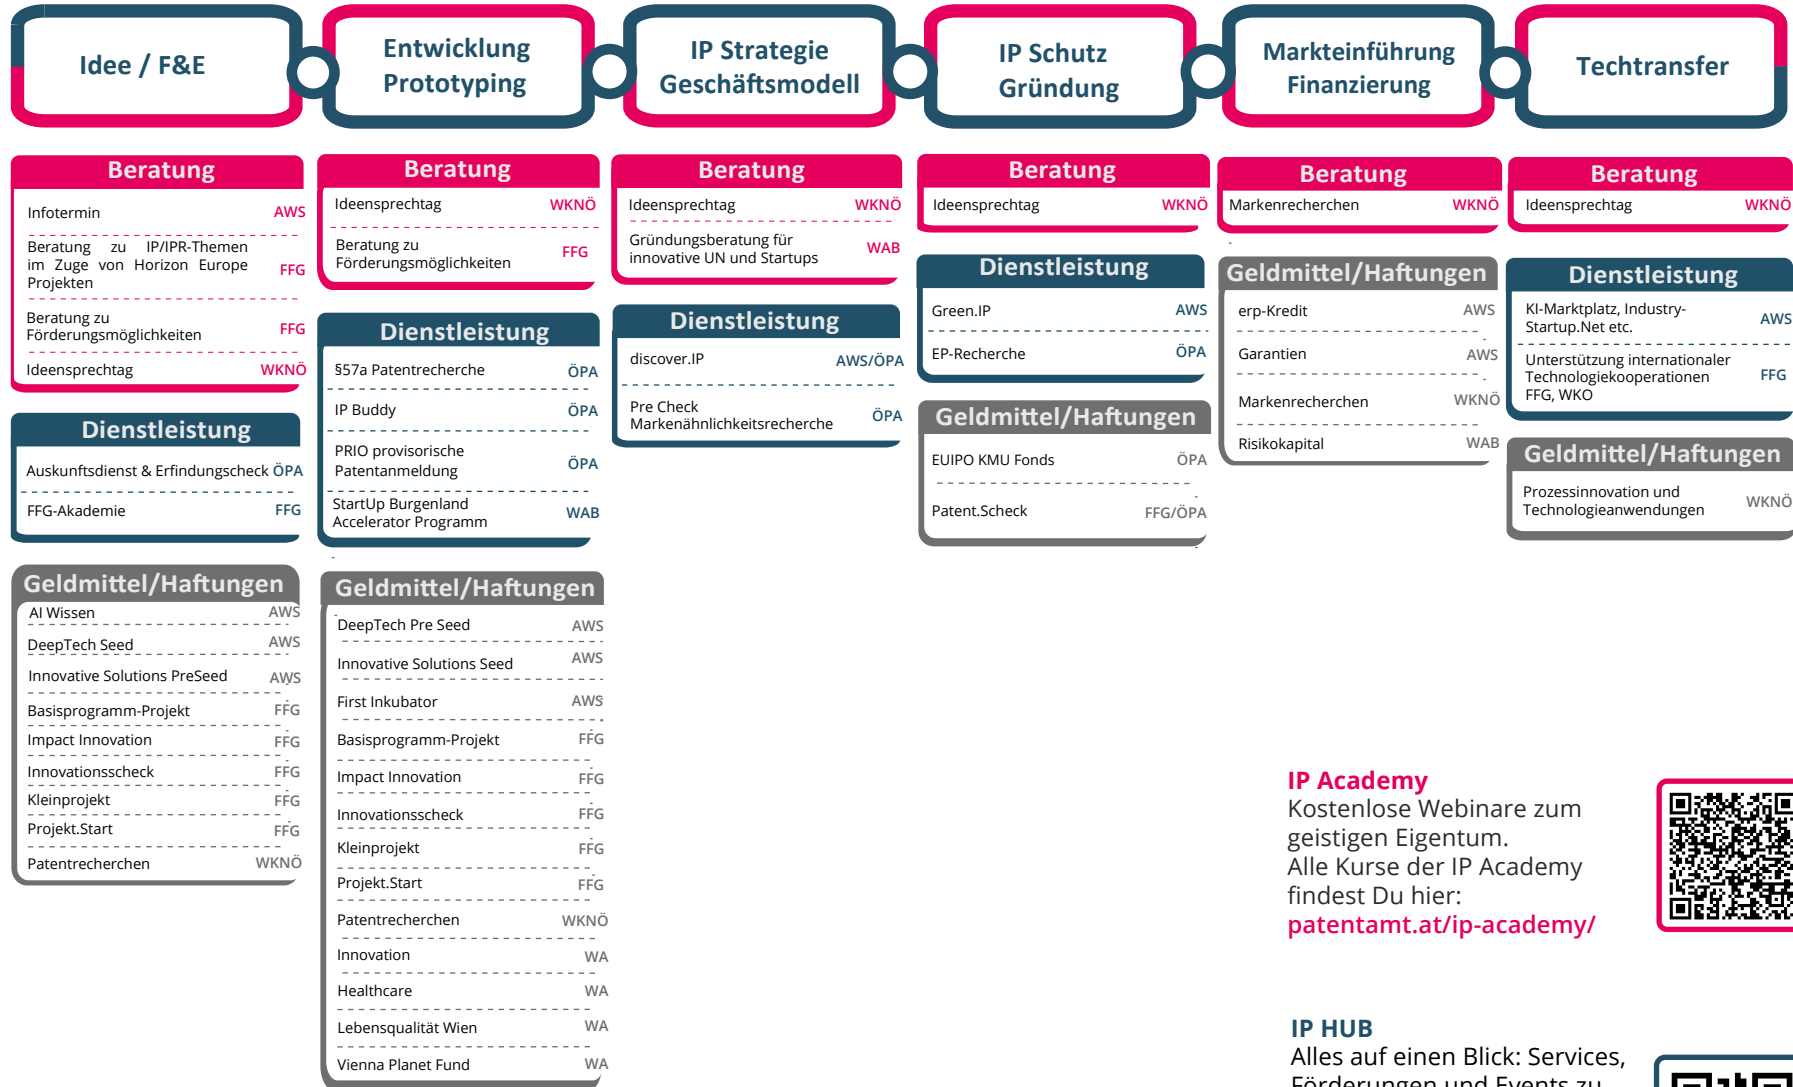 Idee / F&E
Entwicklung
Prototyping
IP Strategie
Geschäftsmodell
IP Schutz
Gründung
Markteinführung
Finanzierung
Techtransfer
Beratung
Infotermin AWS
Beratung zu IP/IPR-Themen
im Zuge von Horizon Europe FFG
Projekten
Beratung zu
Förderungsmöglichkeiten FFG
Ideensprechtag WKNÖ
Dienstleistung
Auskunftsdienst & Erfindungscheck ÖPA
FFG-Akademie FFG
Geldmittel/Haftungen
AI Wissen AWS
DeepTech Seed AWS
Innovative Solutions PreSeed AWS
Basisprogramm-Projekt FFG
Impact Innovation FFG
Innovationsscheck FFG
Kleinprojekt FFG
Projekt.Start FFG
Patentrecherchen WKNÖ
Beratung
Ideensprechtag WKNÖ
Beratung zu
Förderungsmöglichkeiten FFG
Dienstleistung
§57a Patentrecherche ÖPA
IP Buddy ÖPA
PRIO provisorische
Patentanmeldung ÖPA
StartUp Burgenland
Accelerator Programm WAB
Geldmittel/Haftungen
DeepTech Pre Seed AWS
Innovative Solutions Seed AWS
First Inkubator AWS
Basisprogramm-Projekt FFG
Impact Innovation FFG
Innovationsscheck FFG
Kleinprojekt FFG
Projekt.Start FFG
Patentrecherchen WKNÖ
Innovation WA
Healthcare WA
Lebensqualität Wien WA
Vienna Planet Fund WA
Beratung
Ideensprechtag WKNÖ
Gründungsberatung für
innovative UN und Startups WAB
Dienstleistung
discover.IP AWS/ÖPA
Pre Check
Markenähnlichkeitsrecherche ÖPA
Beratung
Ideensprechtag WKNÖ
Dienstleistung
Green.IP AWS
EP-Recherche ÖPA
Geldmittel/Haftungen
EUIPO KMU Fonds ÖPA
Patent.Scheck FFG/ÖPA
Beratung
Markenrecherchen WKNÖ
Geldmittel/Haftungen
erp-Kredit AWS
Garantien AWS
Markenrecherchen WKNÖ
Risikokapital WAB
Beratung
Ideensprechtag WKNÖ
Dienstleistung
KI-Marktplatz, Industry-
Startup.Net etc. AWS
Unterstützung internationaler
Technologiekooperationen FFG
FFG, WKO
Geldmittel/Haftungen
Prozessinnovation und
Technologieanwendungen WKNÖ
IP Academy
Kostenlose Webinare zum
geistigen Eigentum.
Alle Kurse der IP Academy
findest Du hier:
patentamt.at/ip-academy/
IP HUB
Alles auf einen Blick: Services,
Förderungen und Events zu